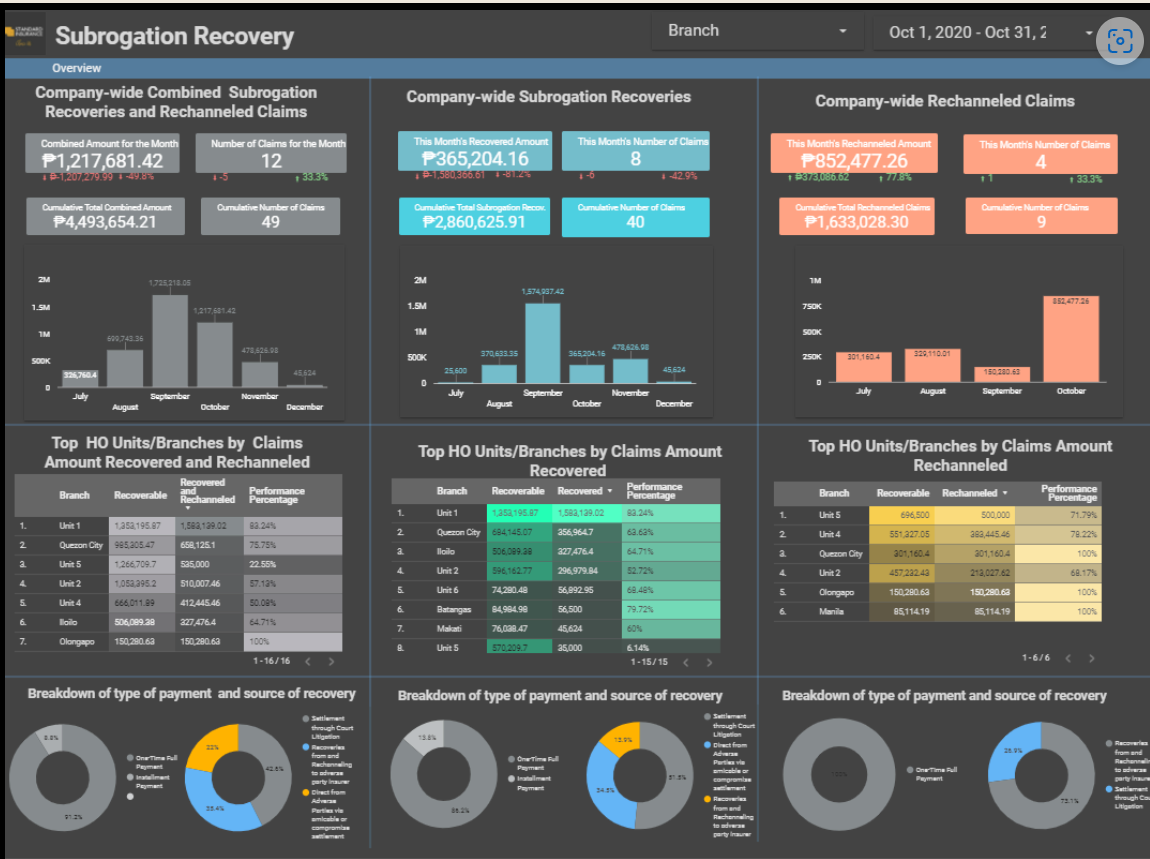 STANDARD
INSURANCE
Subrogation Recovery
Branch
Oct 1, 2020 - Oct 31, 2
Overview
Company-wide Combined Subrogation
Recoveries and Rechanneled Claims
Combined Amount for the Month
₱1,217,681.42
₱-1,207,279.99 -49.8%
Number of Claims for the Month
12
-5 33.3%
Cumulative Total Combined Amount
₱4,493,654.21
Cumulative Number of Claims
49
2M
1.5M
1M
500K
0
226,760.4
699,743.36
1,725,218.05
1,217,681.42
478,626.98
45,624
July
August
September
October
November
December
Company-wide Subrogation Recoveries
This Month's Recovered Amount
₱365,204.16
₱-1,580,366.61 -81.2%
This Month's Number of Claims
8
-6 -42.9%
Cumulative Total Subrogation Recov.
₱2,860,625.91
Cumulative Number of Claims
40
2M
1.5M
1M
500K
0
25,600
370,633.35
1,574,937.42
365,204.16
478,626.98
45,624
July
August
September
October
November
December
Company-wide Rechanneled Claims
This Month's Rechanneled Amount
₱852,477.26
₱373,086.62 77.8%
This Month's Number of Claims
4
1 33.3%
Cumulative Total Rechanneled Claims
₱1,633,028.30
Cumulative Number of Claims
9
1M
750K
500K
250K
0
301,160.4
329,110.01
150,280.63
852,477.26
July
August
September
October
Top HO Units/Branches by Claims
Amount Recovered and Rechanneled
Branch Recoverable Recovered and Rechanneled Performance Percentage
1. Unit 1 1,353,195.87 1,583,139.02 83.24%
2. Quezon City 985,305.47 658,125.1 75.75%
3. Unit 5 1,266,709.7 535,000 22.55%
4. Unit 2 1,053,395.2 510,007.46 57.13%
5. Unit 4 666,011.89 412,445.46 50.08%
6. Iloilo 506,089.38 327,476.4 64.71%
7. Olongapo 150,280.63 150,280.63 100%
1 - 16 / 16
Top HO Units/Branches by Claims Amount
Recovered
Branch Recoverable Recovered Performance Percentage
1. Unit 1 1,353,195.87 1,583,139.02 83.24%
2. Quezon City 684,145.07 356,964.7 63.63%
3. Iloilo 506,089.38 327,476.4 64.71%
4. Unit 2 596,162.77 296,979.84 52.72%
5. Unit 6 74,280.48 56,892.95 68.48%
6. Batangas 84,984.98 56,500 79.72%
7. Makati 76,038.47 45,624 60%
8. Unit 5 570,209.7 35,000 6.14%
1 - 15 / 15
Top HO Units/Branches by Claims Amount
Rechanneled
Branch Recoverable Rechanneled Performance Percentage
1. Unit 5 696,500 500,000 71.79%
2. Unit 4 551,327.05 383,445.46 78.22%
3. Quezon City 301,160.4 301,160.4 100%
4. Unit 2 457,232.43 213,027.62 68.17%
5. Olongapo 150,280.63 150,280.63 100%
6. Manila 85,114.19 85,114.19 100%
1 - 6 / 6
Breakdown of type of payment and source of recovery
8.8%
91.2%
One-Time Full
Payment
Installment
Payment
22%
42.6%
35.4%
Settlement
through Court
Litigation
Recoveries
from and
Rechanneling
to adverse
party insurer
Direct from
Adverse
Parties via
amicable or
compromise
settlement
Breakdown of type of payment and source of recovery
13.8%
86.2%
One-Time Full
Payment
Installment
Payment
13.9%
51.5%
34.5%
Settlement
through Court
Litigation
Direct from
Adverse
Parties via
amicable or
compromise
settlement
Recoveries
from and
Rechanneling
to adverse
party insurer
Breakdown of type of payment and source of recovery
100%
One-Time Full
Payment
26.9%
73.1%
Recoveries
from and
Rechanneling
to adverse
party insurer
Settlement
through Cou
Litigation